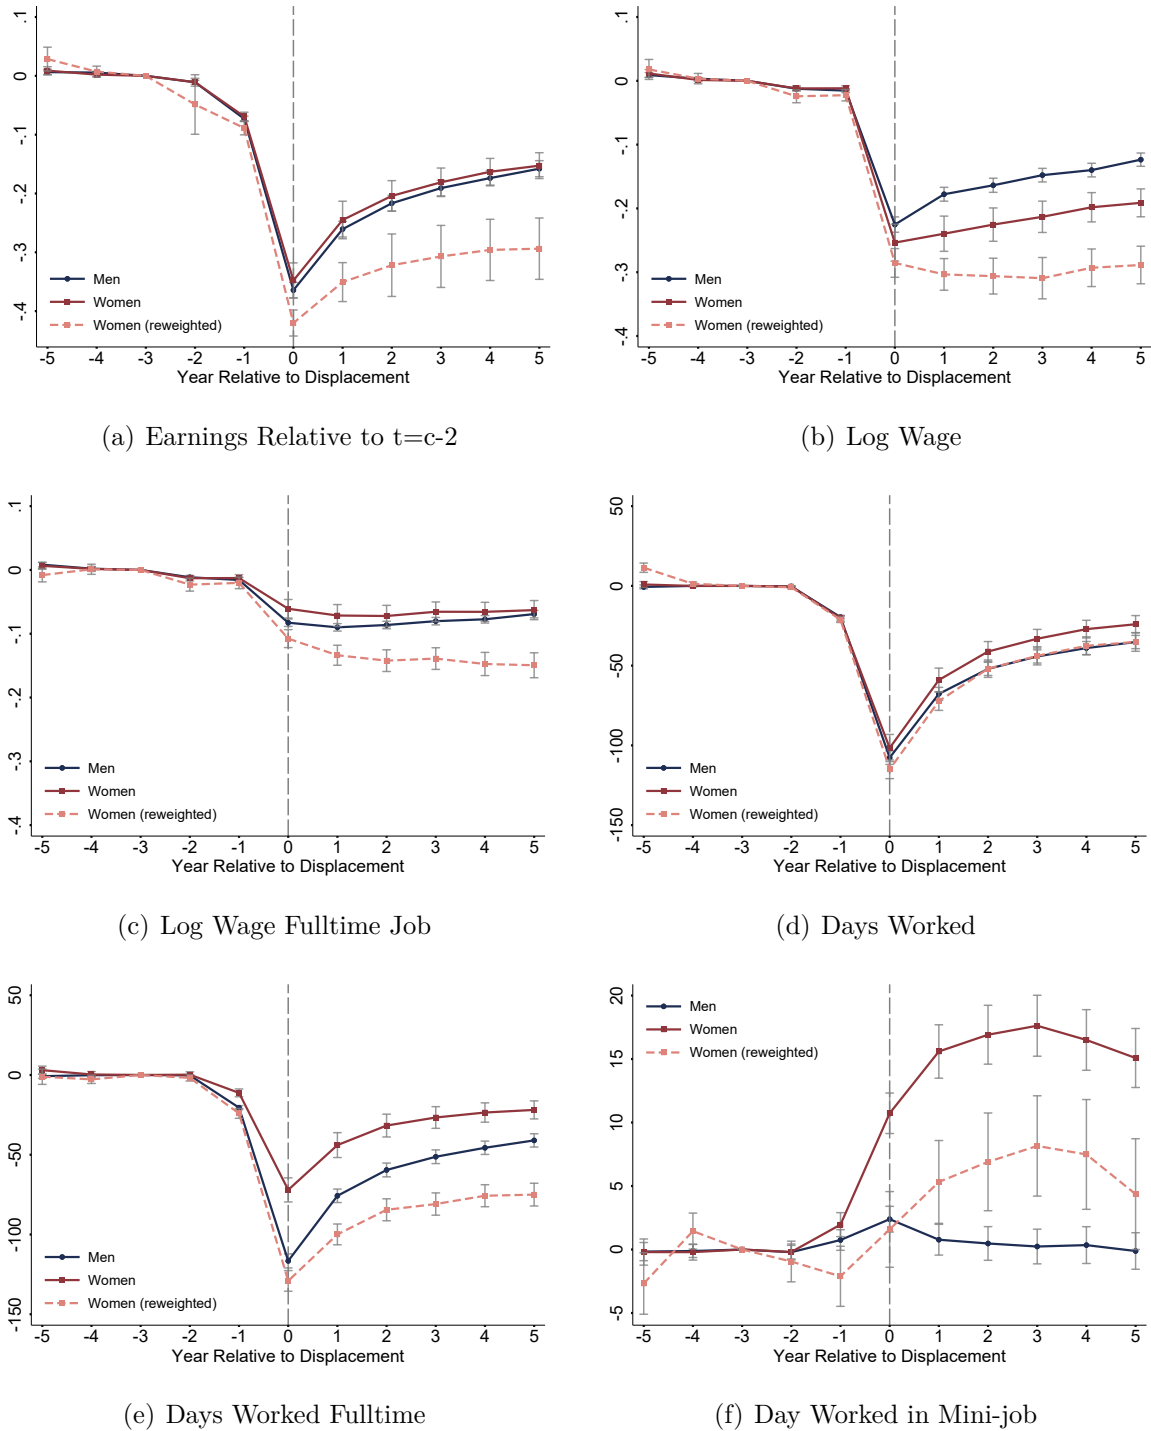 .1
0
-.1
-.2
-.3
-.4
Men
Women
Women (reweighted)
-5 -4 -3 -2 -1 0 1 2 3 4 5
Year Relative to Displacement
(a) Earnings Relative to t=c-2
.1
0
-.1
-.2
-.3
-.4
Men
Women
Women (reweighted)
-5 -4 -3 -2 -1 0 1 2 3 4 5
Year Relative to Displacement
(b) Log Wage
.1
0
-.1
-.2
-.3
-.4
Men
Women
Women (reweighted)
-5 -4 -3 -2 -1 0 1 2 3 4 5
Year Relative to Displacement
(c) Log Wage Fulltime Job
50
0
-50
-100
-150
Men
Women
Women (reweighted)
-5 -4 -3 -2 -1 0 1 2 3 4 5
Year Relative to Displacement
(d) Days Worked
50
0
-50
-100
-150
Men
Women
Women (reweighted)
-5 -4 -3 -2 -1 0 1 2 3 4 5
Year Relative to Displacement
(e) Days Worked Fulltime
20
15
10
5
0
-5
Men
Women
Women (reweighted)
-5 -4 -3 -2 -1 0 1 2 3 4 5
Year Relative to Displacement
(f) Day Worked in Mini-job